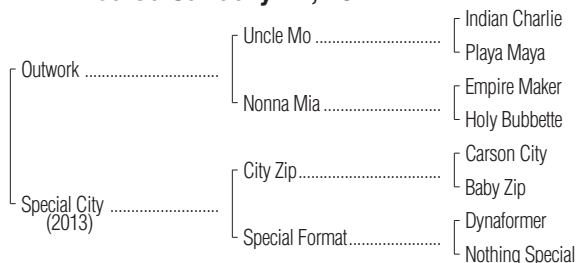 Outwork
Special City
(2013)
Uncle Mo
Nonna Mia
City Zip
Special Format
Indian Charlie
Playa Maya
Empire Maker
Holy Bubbette
Carson City
Baby Zip
Dynaformer
Nothing Special